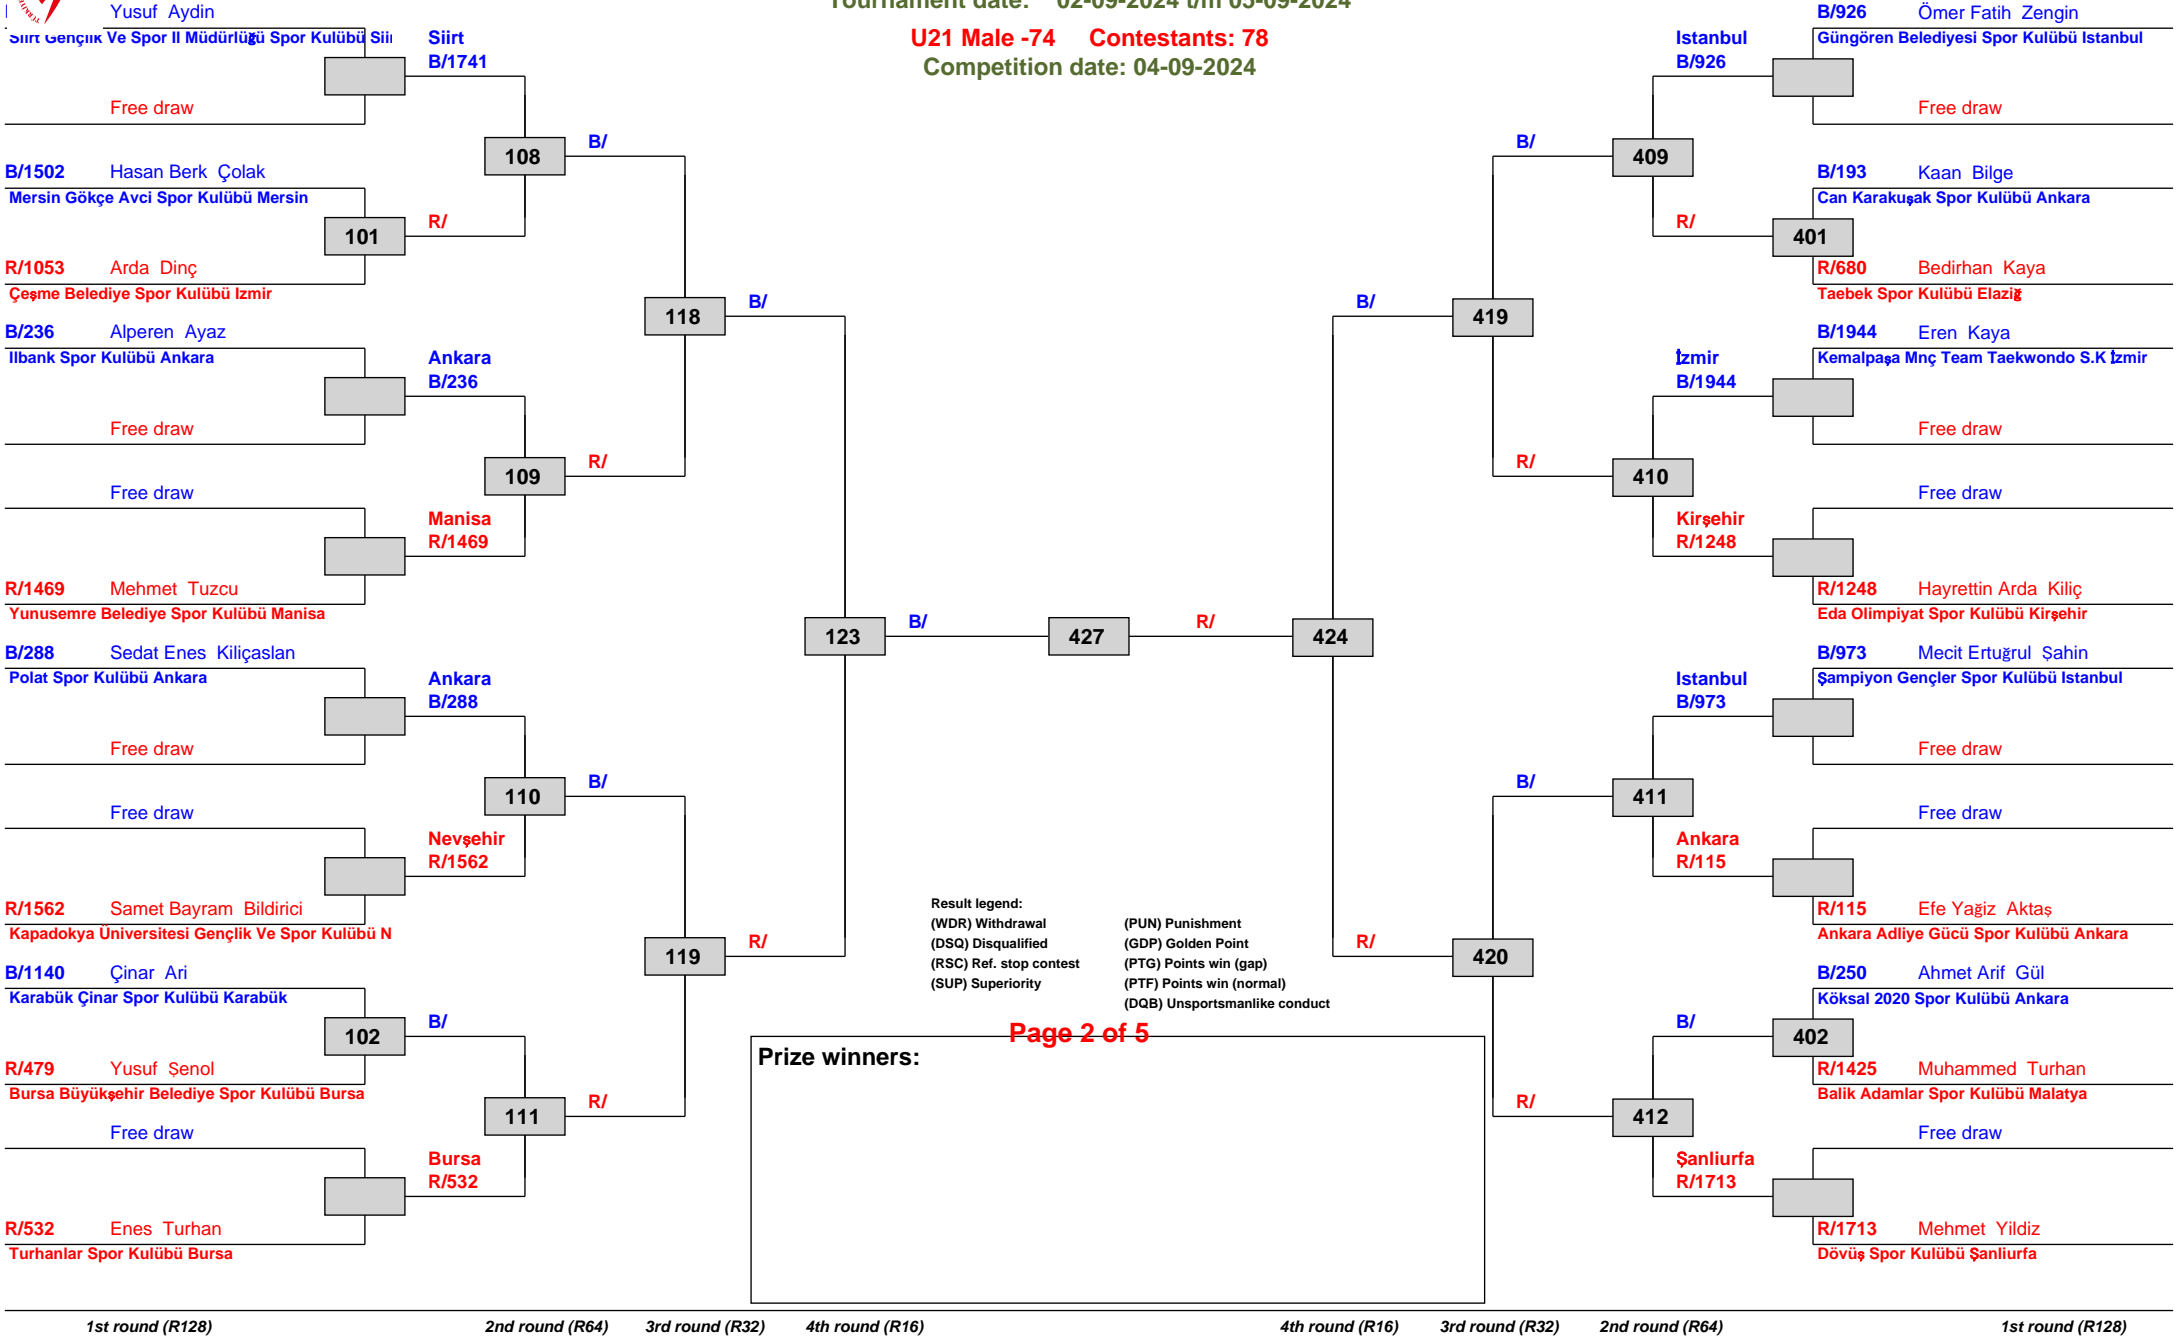 Tournament date: 02-09-2024 t/m 05-09-2024
U21 Male -74 Contestants: 78
Competition date: 04-09-2024
Yusuf Aydin
Siirt Gençlik Ve Spor Il Müdürlüğü Spor Kulübü Siir
Free draw
B/1502 Hasan Berk Çolak
Mersin Gökçe Avci Spor Kulübü Mersin
101
R/1053 Arda Dinç
Çeşme Belediye Spor Kulübü Izmir
B/236 Alperen Ayaz
Ilbank Spor Kulübü Ankara
Free draw
Free draw
R/1469 Mehmet Tuzcu
Yunusemre Belediye Spor Kulübü Manisa
B/288 Sedat Enes Kiliçaslan
Polat Spor Kulübü Ankara
Free draw
Free draw
R/1562 Samet Bayram Bildirici
Kapadokya Üniversitesi Gençlik Ve Spor Kulübü N
B/1140 Çinar Ari
Karabük Çinar Spor Kulübü Karabük
102
R/479 Yusuf Şenol
Bursa Büyükşehir Belediye Spor Kulübü Bursa
Free draw
R/532 Enes Turhan
Turhanlar Spor Kulübü Bursa
Siirt
B/1741
108
R/
Ankara
B/236
109
Manisa
R/1469
Ankara
B/288
110
Nevşehir
R/1562
B/
111
Bursa
R/532
B/
118
R/
B/
119
R/
B/
123
R/
B/
427
R/
424
B/
R/
B/
419
R/
B/
420
R/
Istanbul
B/926
409
R/
İzmir
B/1944
410
Kirşehir
R/1248
Istanbul
B/973
411
Ankara
R/115
B/
412
Şanliurfa
R/1713
B/926 Ömer Fatih Zengin
Güngören Belediyesi Spor Kulübü Istanbul
Free draw
B/193 Kaan Bilge
Can Karakuşak Spor Kulübü Ankara
401
R/680 Bedirhan Kaya
Taebek Spor Kulübü Elaziğ
B/1944 Eren Kaya
Kemalpaşa Mnç Team Taekwondo S.K İzmir
Free draw
Free draw
R/1248 Hayrettin Arda Kiliç
Eda Olimpiyat Spor Kulübü Kirşehir
B/973 Mecit Ertuğrul Şahin
Şampiyon Gençler Spor Kulübü Istanbul
Free draw
Free draw
R/115 Efe Yağiz Aktaş
Ankara Adliye Gücü Spor Kulübü Ankara
B/250 Ahmet Arif Gül
Köksal 2020 Spor Kulübü Ankara
402
R/1425 Muhammed Turhan
Balik Adamlar Spor Kulübü Malatya
Free draw
R/1713 Mehmet Yildiz
Dövüş Spor Kulübü Şanliurfa
Result legend:
(WDR) Withdrawal (PUN) Punishment
(DSQ) Disqualified (GDP) Golden Point
(RSC) Ref. stop contest (PTG) Points win (gap)
(SUP) Superiority (PTF) Points win (normal)
(DQB) Unsportsmanlike conduct
Page 2 of 5
Prize winners:
1st round (R128) 2nd round (R64) 3rd round (R32) 4th round (R16) 4th round (R16) 3rd round (R32) 2nd round (R64) 1st round (R128)